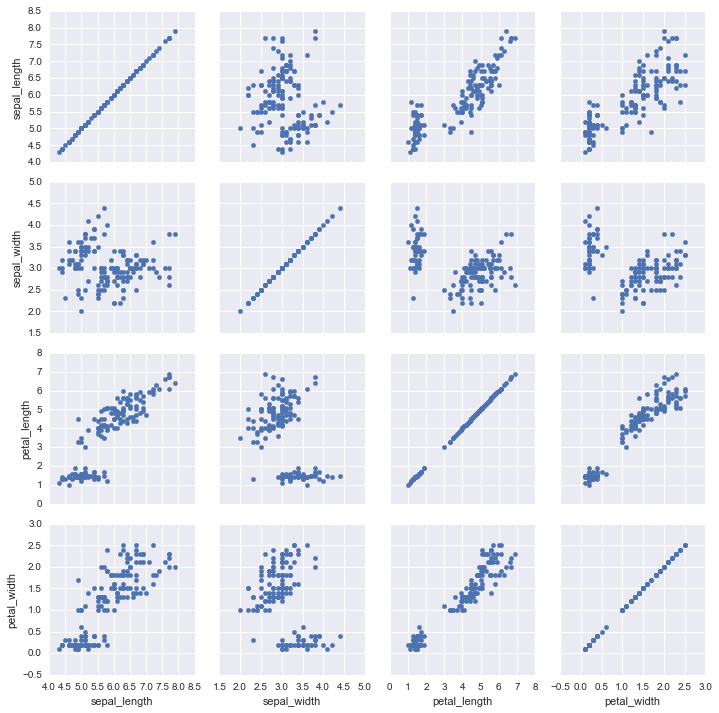 8.5
8.0
7.5
7.0
6.5
6.0
5.5
5.0
4.5
4.0
sepal_length
5.0
4.5
4.0
3.5
3.0
2.5
2.0
1.5
sepal_width
8
7
6
5
4
3
2
1
0
petal_length
3.0
2.5
2.0
1.5
1.0
0.5
0.0
−0.5
petal_width
4.0 4.5 5.0 5.5 6.0 6.5 7.0 7.5 8.0 8.5
sepal_length
1.5 2.0 2.5 3.0 3.5 4.0 4.5 5.0
sepal_width
0 1 2 3 4 5 6 7 8
petal_length
−0.5 0.0 0.5 1.0 1.5 2.0 2.5 3.0
petal_width